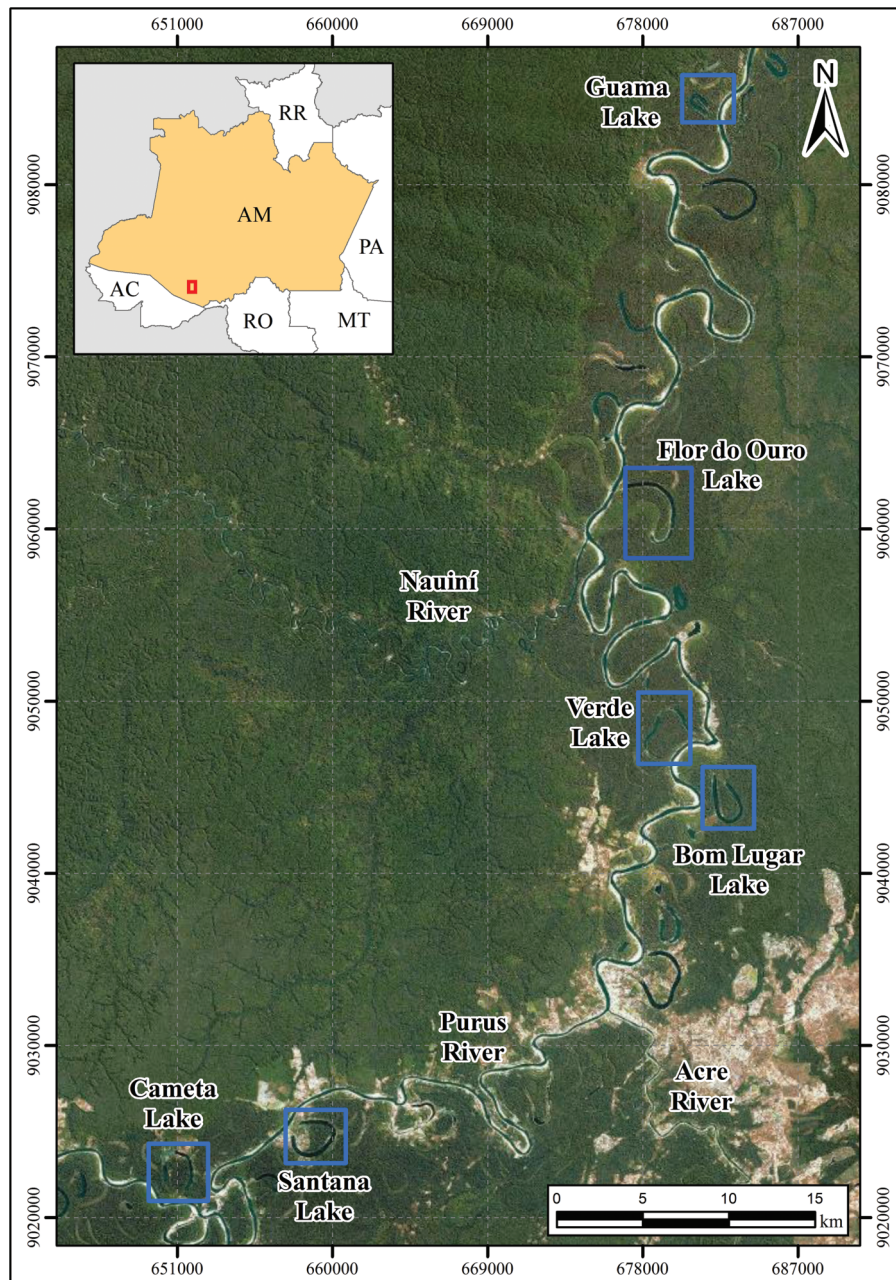 651000 660000 669000 678000 687000
N
Guama
Lake
RR
AM
PA
AC
RO
MT
9080000 9080000
9070000 9070000
Flor do Ouro
Lake
9060000 9060000
Nauiní
River
9050000 9050000
Verde
Lake
Bom Lugar
Lake
9040000 9040000
Purus
River
9030000 9030000
Acre
River
Cameta
Lake
Santana
Lake
0 5 10 15
km
9020000 9020000
651000 660000 669000 678000 687000